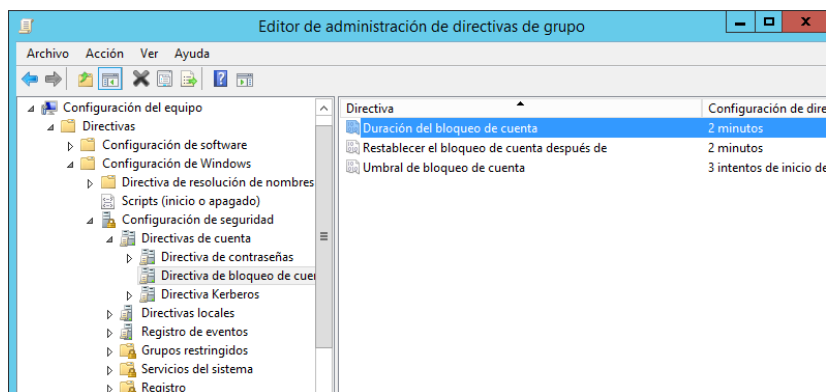 Editor de administración de directivas de grupo
Archivo Acción Ver Ayuda
Configuración del equipo
Directivas
Configuración de software
Configuración de Windows
Directiva de resolución de nombres
Scripts (inicio o apagado)
Configuración de seguridad
Directivas de cuenta
Directiva de contraseñas
Directiva de bloqueo de cuen
Directiva Kerberos
Directivas locales
Registro de eventos
Grupos restringidos
Servicios del sistema
Registro
Directiva Configuración de dire
Duración del bloqueo de cuenta 2 minutos
Restablecer el bloqueo de cuenta después de 2 minutos
Umbral de bloqueo de cuenta 3 intentos de inicio de